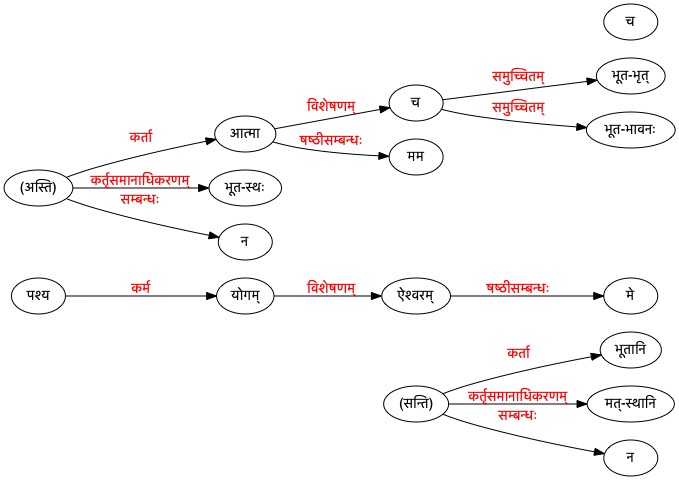 च
समुच्चितम्
भूत-भृत्
विशेषणम्
च
समुच्चितम्
कर्ता
आत्मा
षष्ठीसम्बन्धः
मम
भूत-भावनः
(अस्ति)
कर्तृसमानाधिकरणम्
भूत-स्थः
सम्बन्धः
न
पश्य
कर्म
योगम्
विशेषणम्
ऐश्वरम्
षष्ठीसम्बन्धः
मे
कर्ता
भूतानि
(सन्ति)
कर्तृसमानाधिकरणम्
मत्-स्थानि
सम्बन्धः
न